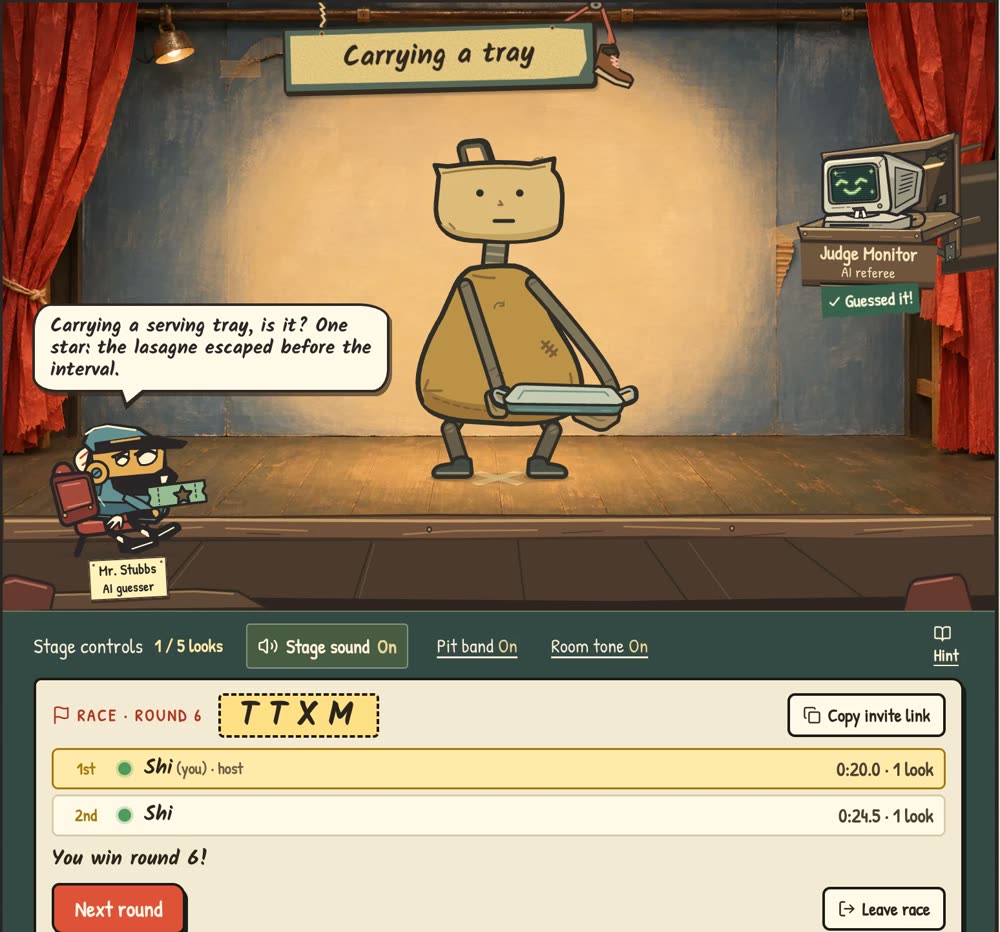 Carrying a tray
Judge Monitor
AI referee
✓ Guessed it!
Carrying a serving tray, is it? One
star: the lasagne escaped before the
interval.
Mr. Stubbs
AI guesser
Stage controls 1 / 5 looks Stage sound On Pit band On Room tone On Hint
RACE · ROUND 6 TTXM Copy invite link
1st Shi (you) · host 0:20.0 · 1 look
2nd Shi 0:24.5 · 1 look
You win round 6!
Next round Leave race